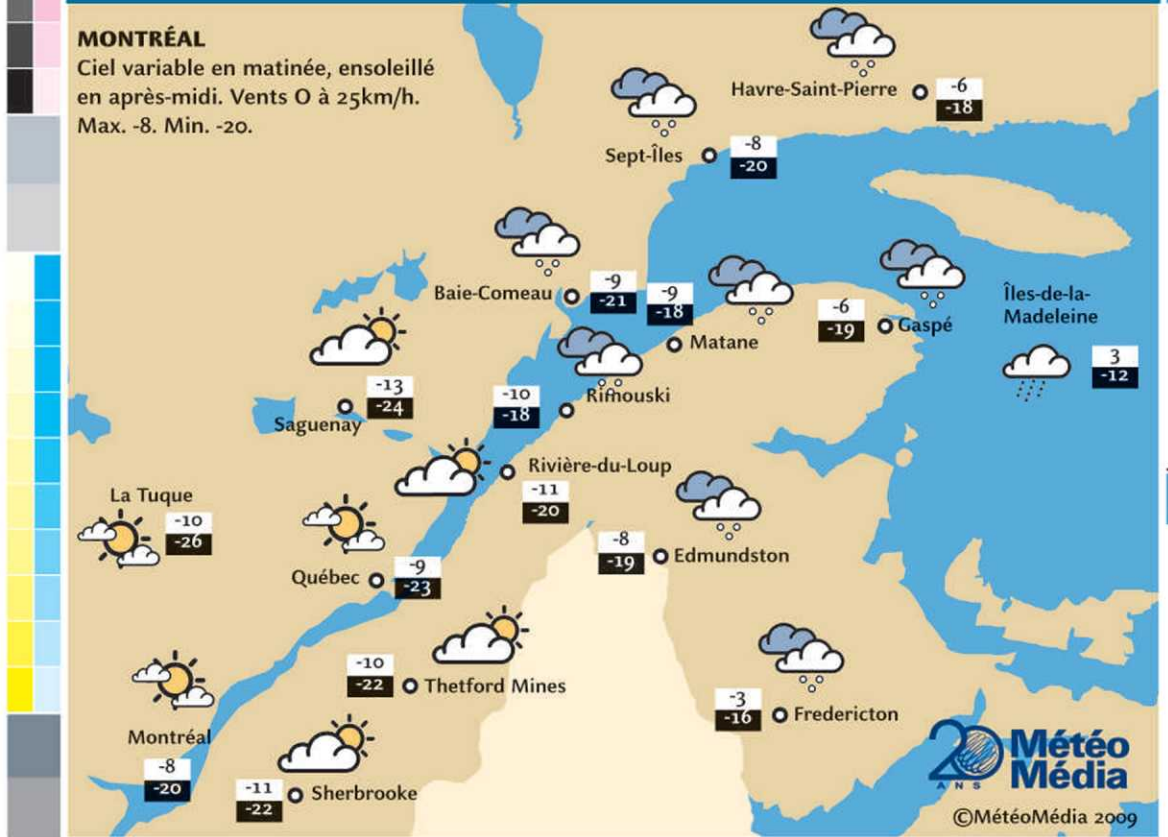 MONTRÉAL
Ciel variable en matinée, ensoleillé
en après-midi. Vents O à 25km/h.
Max. -8. Min. -20.
Havre-Saint-Pierre
-6
-18
Sept-Îles
-8
-20
Baie-Comeau
-9
-21
-9
-18
Matane
-6
-19
Gaspé
Îles-de-la-
Madeleine
3
-12
-13
-24
Saguenay
-10
-18
Rimouski
Rivière-du-Loup
-11
-20
La Tuque
-10
-26
Québec
-9
-23
-8
-19
Edmundston
-10
-22
Thetford Mines
-3
-16
Fredericton
Montréal
-8
-20
-11
-22
Sherbrooke
20
ANS
Météo
Média
©MétéoMédia 2009